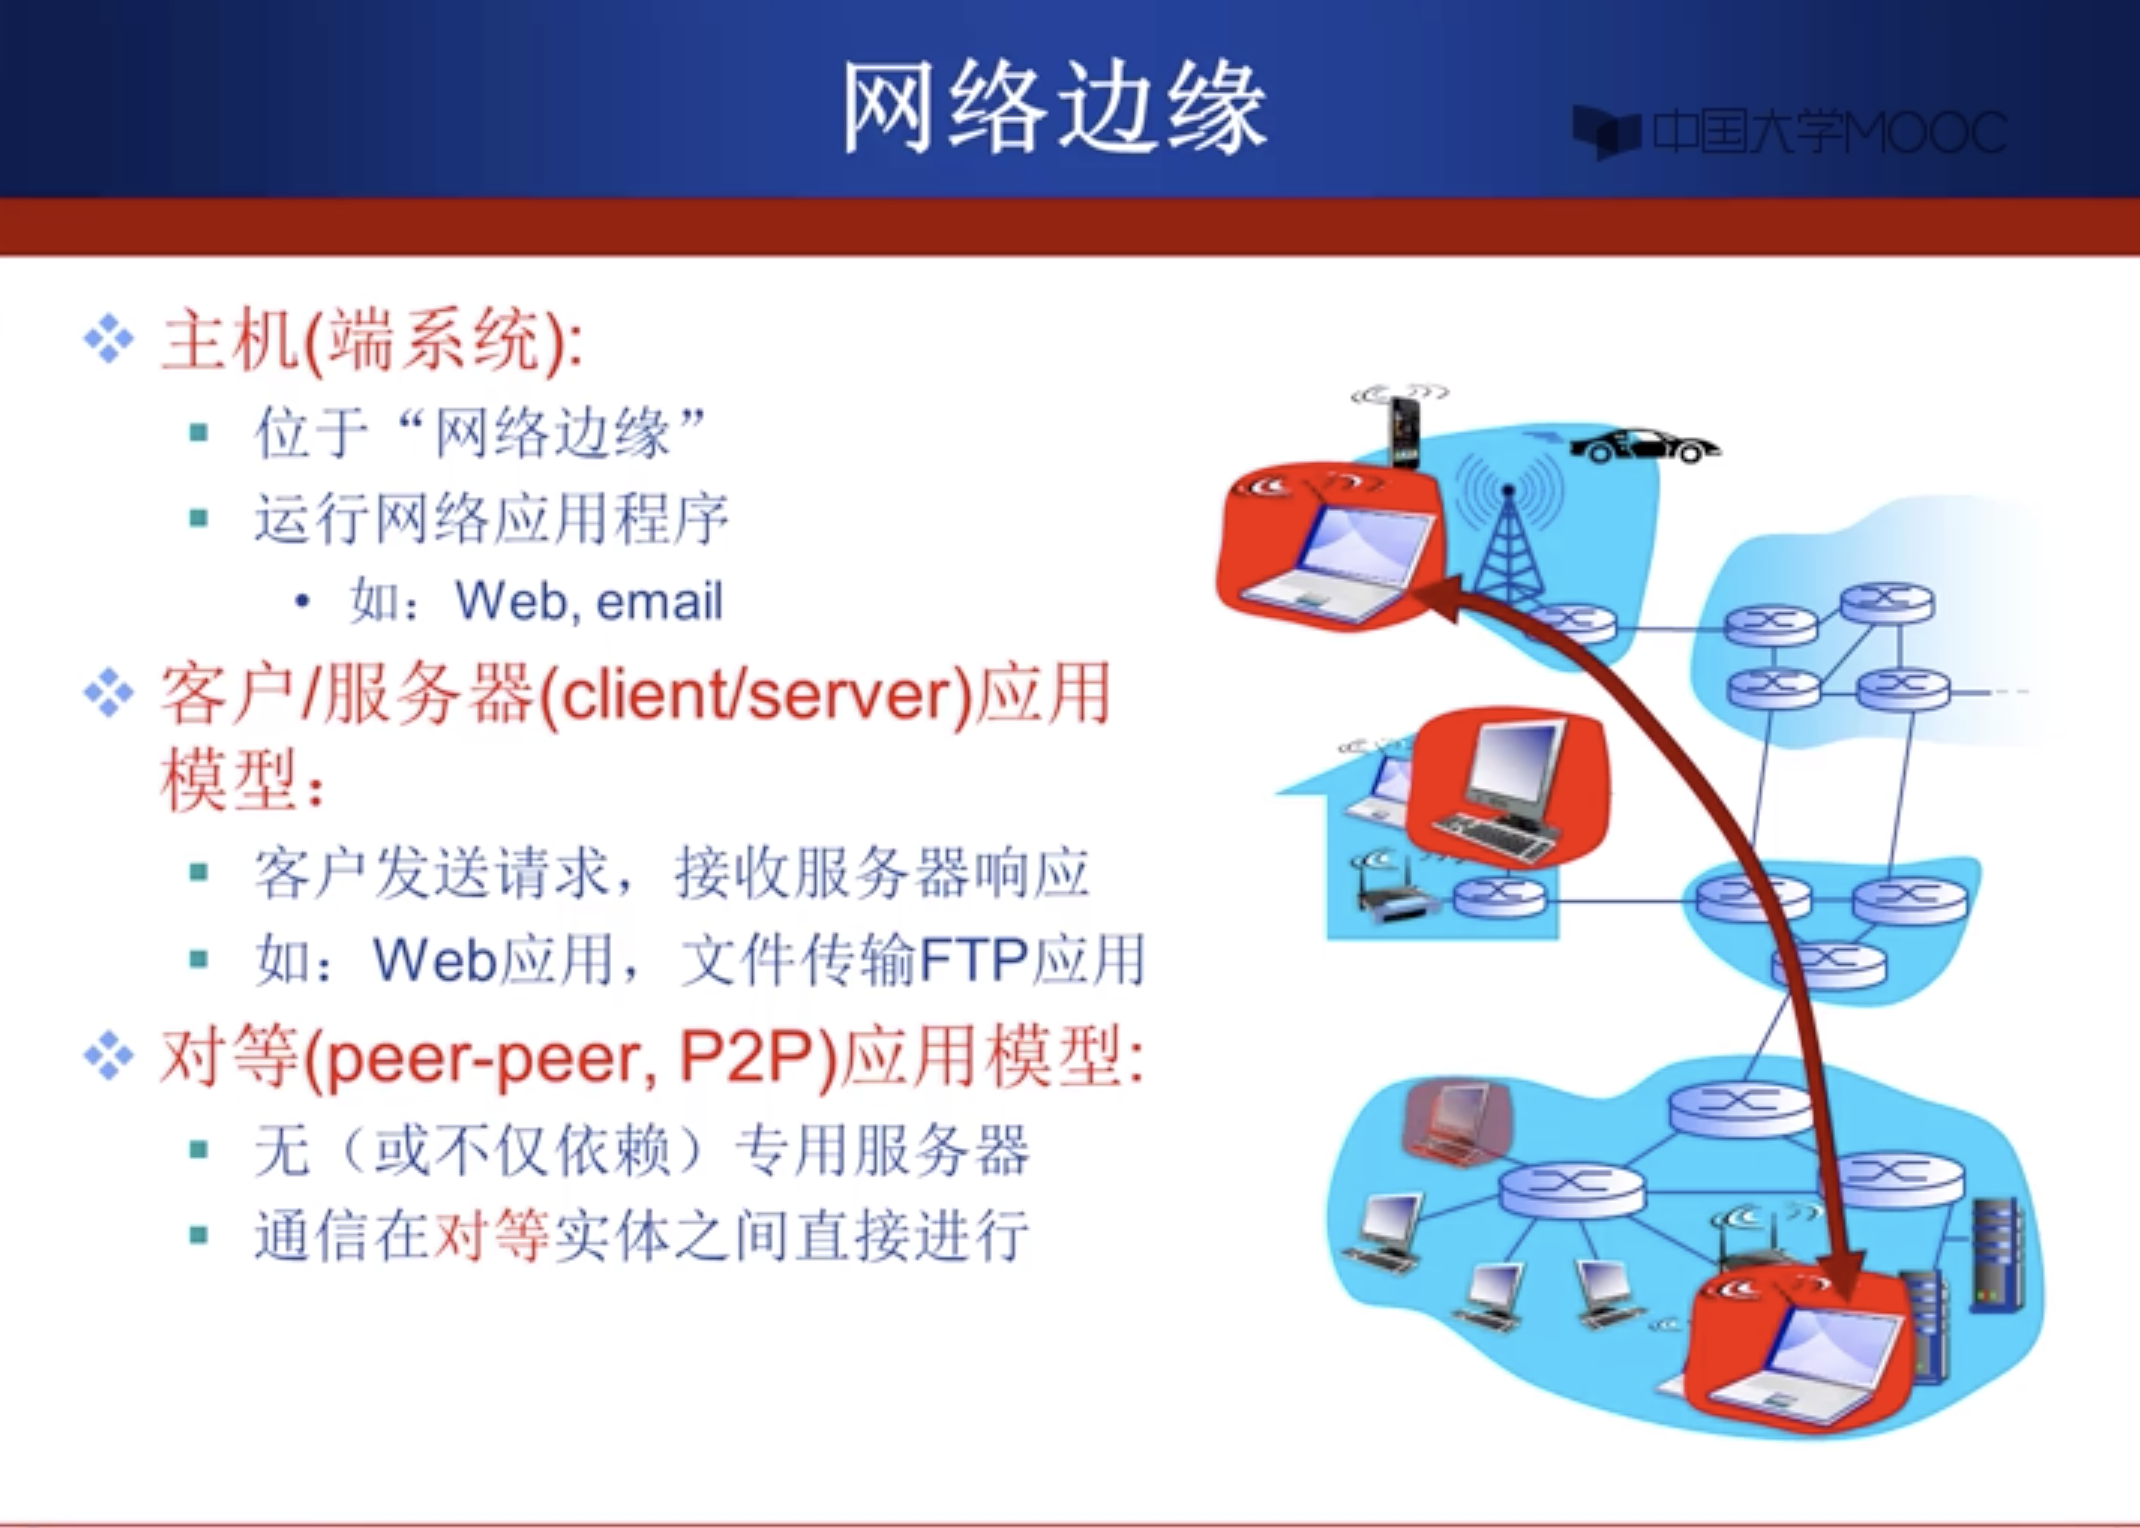 网络边缘
中国大学MOOC
主机(端系统):
位于“网络边缘”
运行网络应用程序
如：Web, email
客户/服务器(client/server)应用
模型：
客户发送请求，接收服务器响应
如：Web应用，文件传输FTP应用
对等(peer-peer, P2P)应用模型:
无（或不仅依赖）专用服务器
通信在对等实体之间直接进行